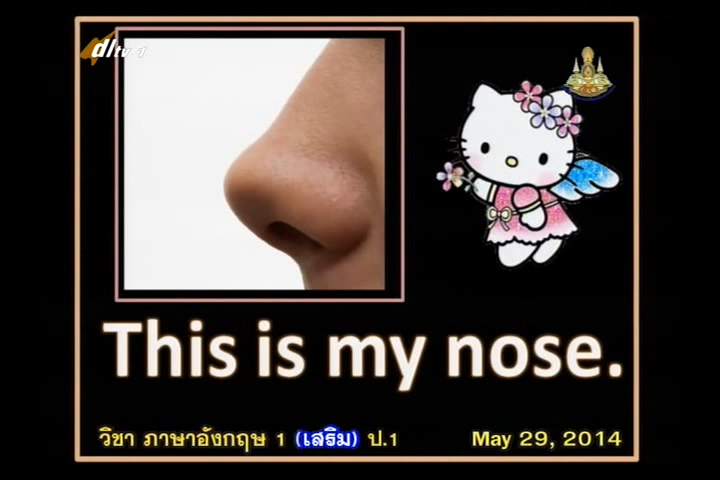 dltv 1
This is my nose.
วิชา ภาษาอังกฤษ 1 (เสริม) ป.1 May 29, 2014